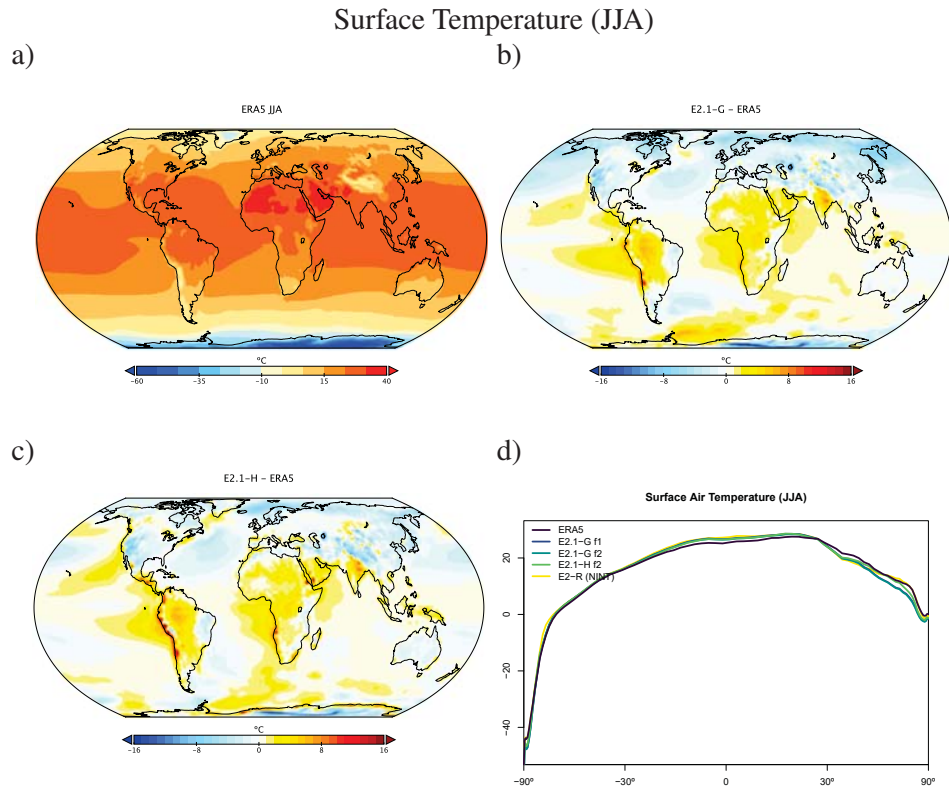 Surface Temperature (JJA)
a)
b)
ERA5 JJA
E2.1-G - ERA5
°C
-60 -35 -10 15 40
°C
-16 -8 0 8 16
c)
d)
E2.1-H - ERA5
Surface Air Temperature (JJA)
ERA5
E2.1-G f1
E2.1-G f2
E2.1-H f2
E2-R (NINT)
20
0
-20
-40
-90° -30° 0 30° 90°
°C
-16 -8 0 8 16